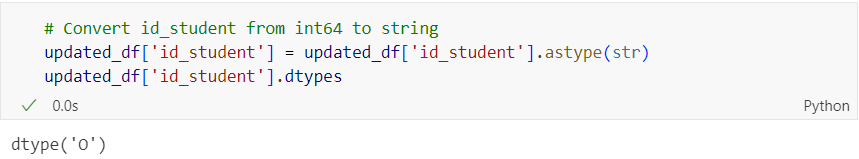 # Convert id_student from int64 to string
updated_df['id_student'] = updated_df['id_student'].astype(str)
updated_df['id_student'].dtypes
0.0s Python
dtype('O')